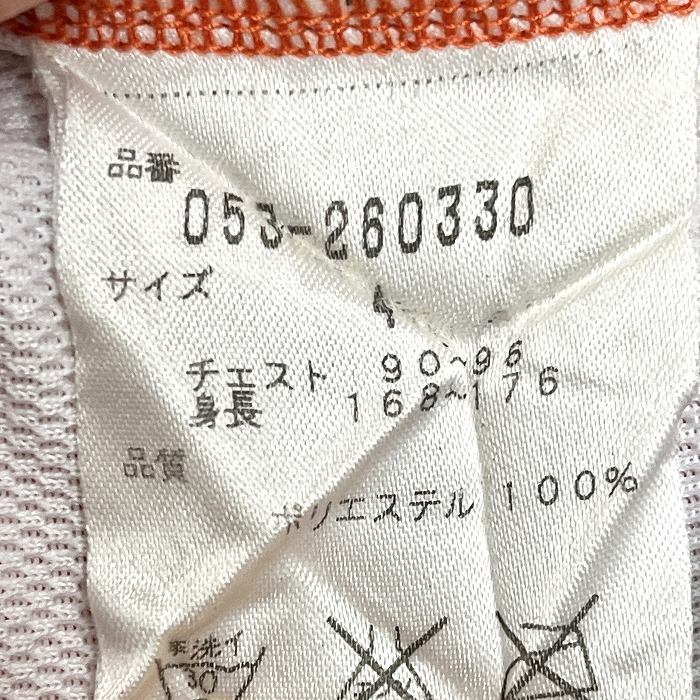 品番
053-260330
サイズ 4
チェスト 90~96
身長 168~176
品質
ポリエステル 100%
手洗イ
30